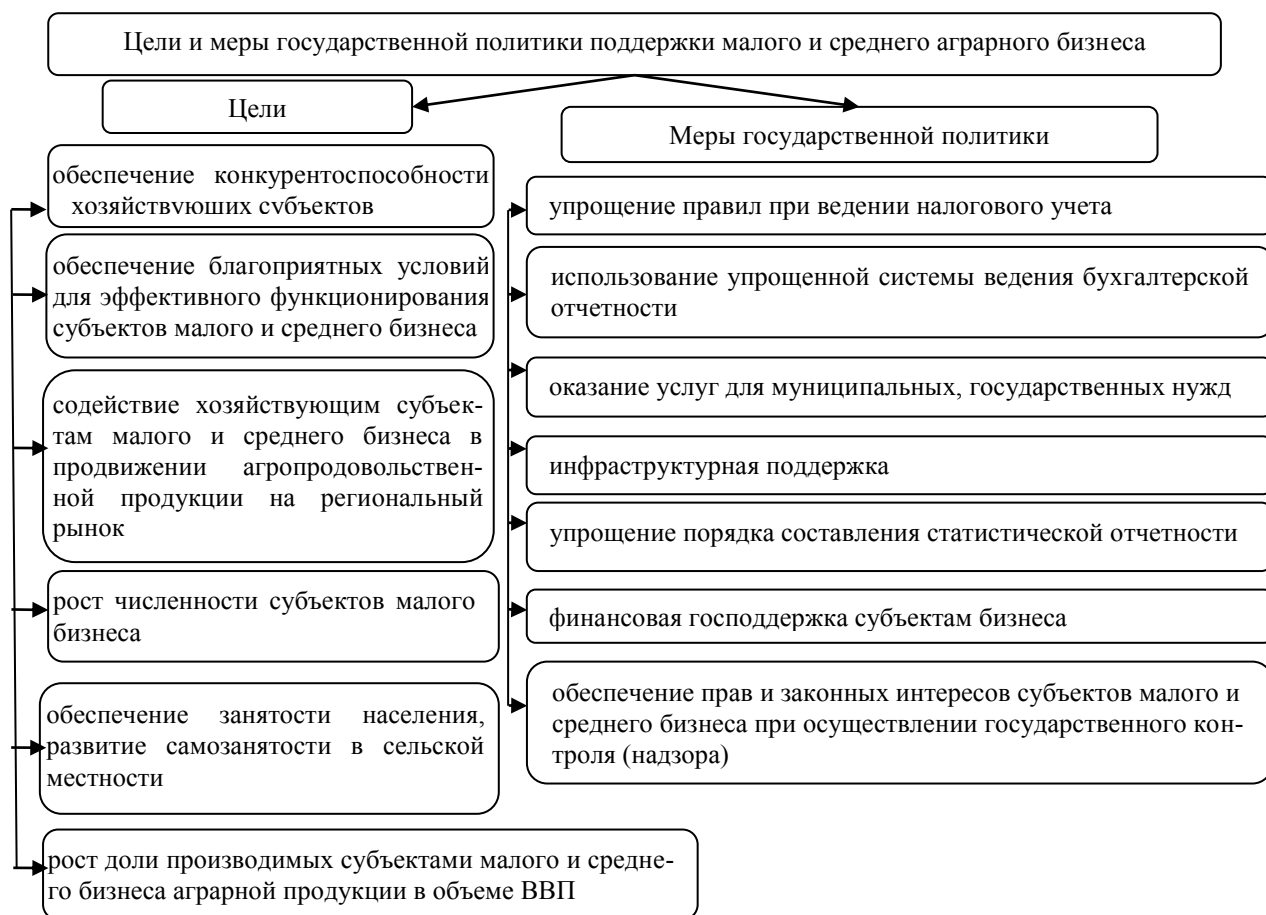 Цели и меры государственной политики поддержки малого и среднего аграрного бизнеса
Цели
обеспечение конкурентоспособности
хозяйствующих субъектов
обеспечение благоприятных условий
для эффективного функционирования
субъектов малого и среднего бизнеса
содействие хозяйствующим субъек-
там малого и среднего бизнеса в
продвижении агропродовольствен-
ной продукции на региональный
рынок
рост численности субъектов малого
бизнеса
обеспечение занятости населения,
развитие самозанятости в сельской
местности
рост доли производимых субъектами малого и средне-
го бизнеса аграрной продукции в объеме ВВП
Меры государственной политики
упрощение правил при ведении налогового учета
использование упрощенной системы ведения бухгалтерской
отчетности
оказание услуг для муниципальных, государственных нужд
инфраструктурная поддержка
упрощение порядка составления статистической отчетности
финансовая господдержка субъектам бизнеса
обеспечение прав и законных интересов субъектов малого и
среднего бизнеса при осуществлении государственного кон-
троля (надзора)